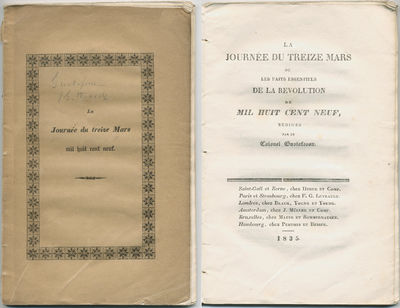 La
Journée du treize Mars
mil huit cent neuf.
LA
JOURNÉE DU TREIZE MARS
OU
LES FAITS ESSENTIELS
DE LA REVOLUTION
DE
MIL HUIT CENT NEUF,
RÉDIGÉS
PAR LE
Colonel Gustafsson.
Saint-Gall et Berne, chez HUBER ET COMP.
Paris et Strasbourg, chez F. G. LEVRAULT.
Londres, chez BLACK, YOUNG ET YOUNG.
Amsterdam, chez J. MÜLLER ET COMP.
Bruxelles, chez
Hambourg, chez PERTHES ET BESSER.
1835